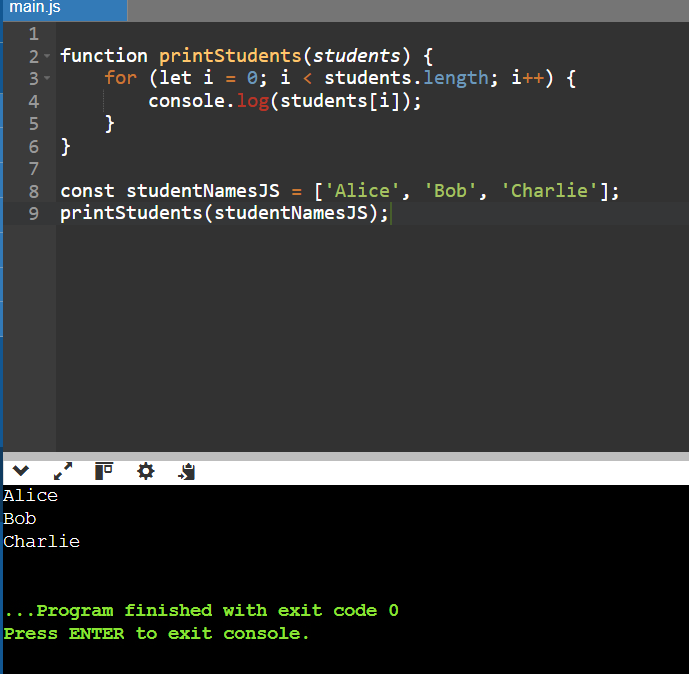 main.js
1
2 function printStudents(students) {
3     for (let i = 0; i < students.length; i++) {
4         console.log(students[i]);
5     }
6 }
7
8 const studentNamesJS = ['Alice', 'Bob', 'Charlie'];
9 printStudents(studentNamesJS);
Alice
Bob
Charlie
...Program finished with exit code 0
Press ENTER to exit console.